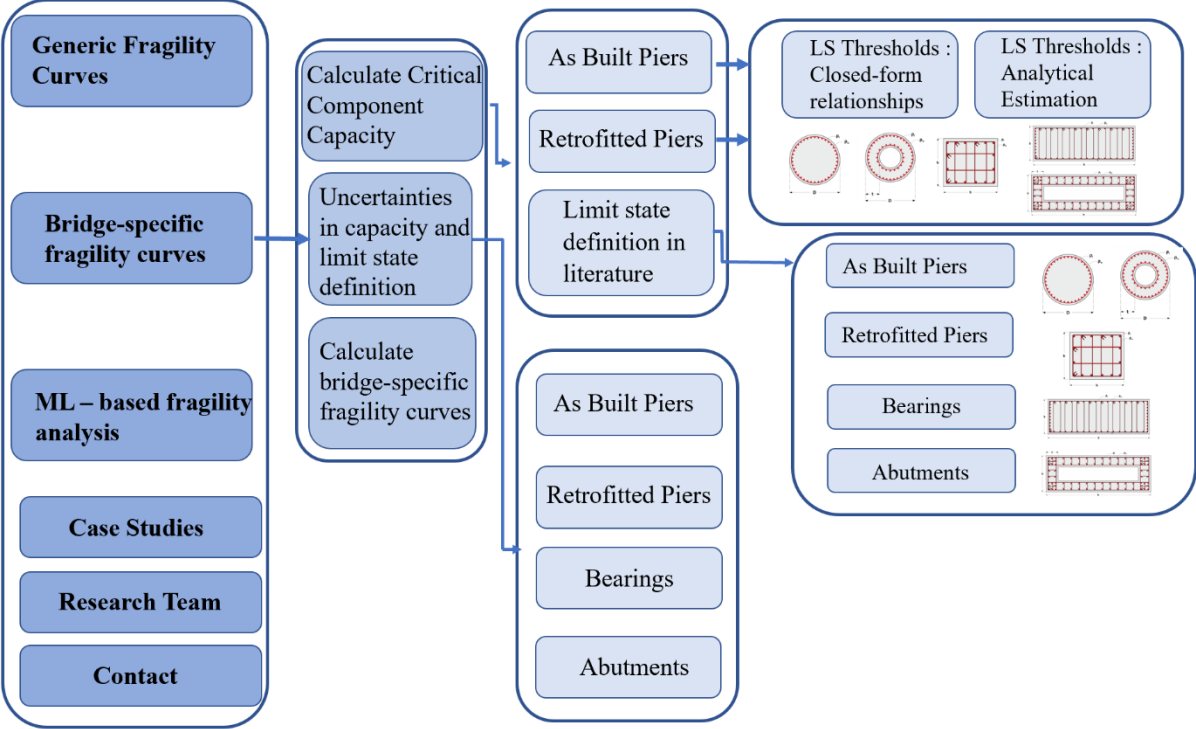 Generic Fragility
Curves
Bridge-specific
fragility curves
ML – based fragility
analysis
Case Studies
Research Team
Contact
Calculate Critical
Component
Capacity
Uncertainties
in capacity and
limit state
definition
Calculate
bridge-specific
fragility curves
As Built Piers
Retrofitted Piers
Limit state
definition in
literature
As Built Piers
Retrofitted Piers
Bearings
Abutments
LS Thresholds :
Closed-form
relationships
LS Thresholds :
Analytical
Estimation
As Built Piers
Retrofitted Piers
Bearings
Abutments